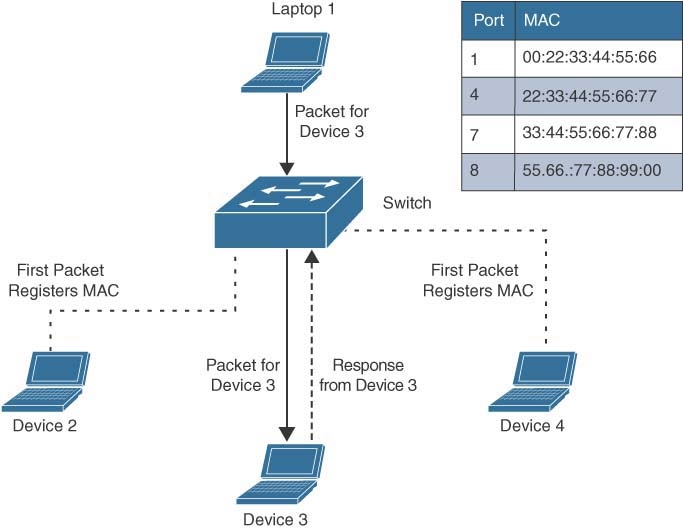 Laptop 1
Port MAC
1 00:22:33:44:55:66
4 22:33:44:55:66:77
7 33:44:55:66:77:88
8 55.66.:77:88:99:00
Packet for
Device 3
Switch
First Packet
Registers MAC
First Packet
Registers MAC
Packet for
Device 3
Response
from Device 3
Device 2
Device 4
Device 3